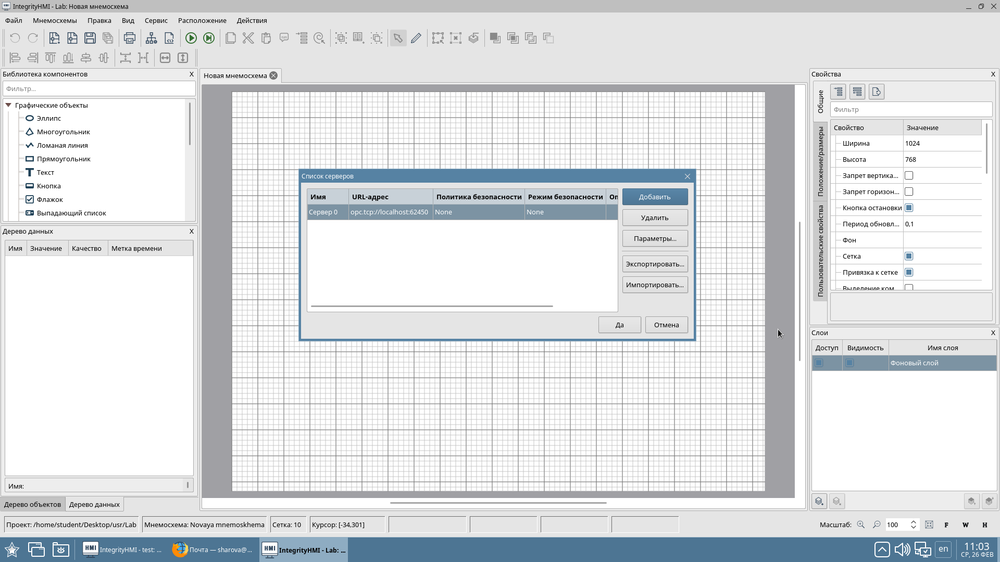 IntegrityHMI - Lab: Новая мнемосхема
Файл Мнемосхемы Правка Вид Сервис Расположение Действия
Библиотека компонентов X
Фильтр...
Графические объекты
Эллипс
Многоугольник
Ломаная линия
Прямоугольник
Текст
Кнопка
Флажок
Выпадающий список
Дерево данных X
Имя Значение Качество Метка времени
Имя:
Дерево объектов Дерево данных
Новая мнемосхема
Список серверов
Имя URL-адрес Политика безопасности Режим безопасности
Сервер 0 opc.tcp://localhost:62450 None None
Добавить
Удалить
Параметры...
Экспортировать...
Импортировать...
Да Отмена
Свойства X
Общие
Положение/размеры
Пользовательские свойства
Фильтр
Свойство Значение
Ширина 1024
Высота 768
Запрет вертика...
Запрет горизон...
Кнопка остановки
Период обновл... 0,1
Фон
Сетка
Привязка к сетке
Выделение ком...
Слои X
Доступ Видимость Имя слоя
Фоновый слой
Проект: /home/student/Desktop/usr/Lab Мнемосхема: Novaya mnemoskhema Сетка: 10 Курсор: [-34,301] Масштаб: 100 F W H
HMI IntegrityHMI - test: ... Почта — sharova@... HMI IntegrityHMI - Lab: ... en 11:03
СР, 26 ФЕВ